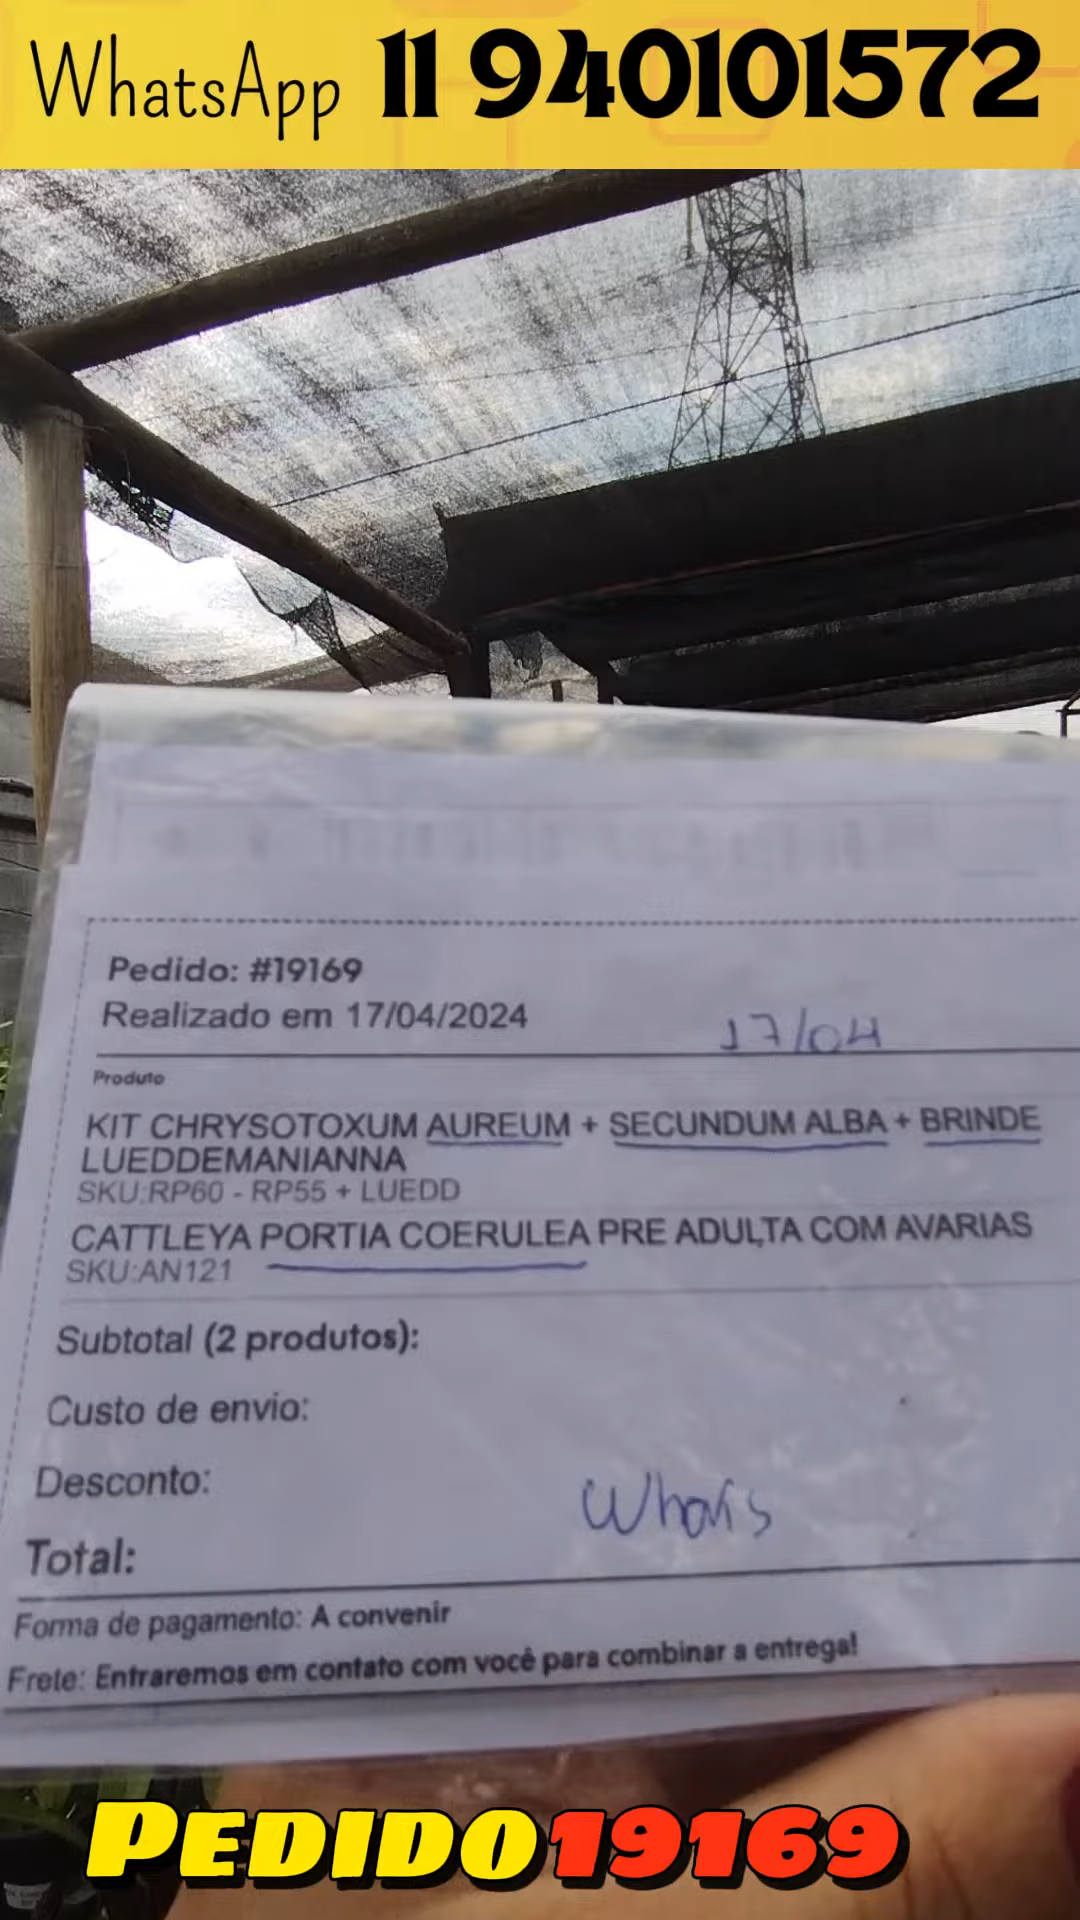 WhatsApp 11 940101572
Pedido: #19169
Realizado em 17/04/2024
17/04
Produto
KIT CHRYSOTOXUM AUREUM + SECUNDUM ALBA + BRINDE
LUEDDEMANIANNA
SKU:RP60 - RP55 + LUEDD
CATTLEYA PORTIA COERULEA PRE ADULTA COM AVARIAS
SKU:AN121
Subtotal (2 produtos):
Custo de envio:
Desconto:
Whats
Total:
Forma de pagamento: A convenir
Frete: Entraremos em contato com você para combinar a entrega!
PEDIDO 19169